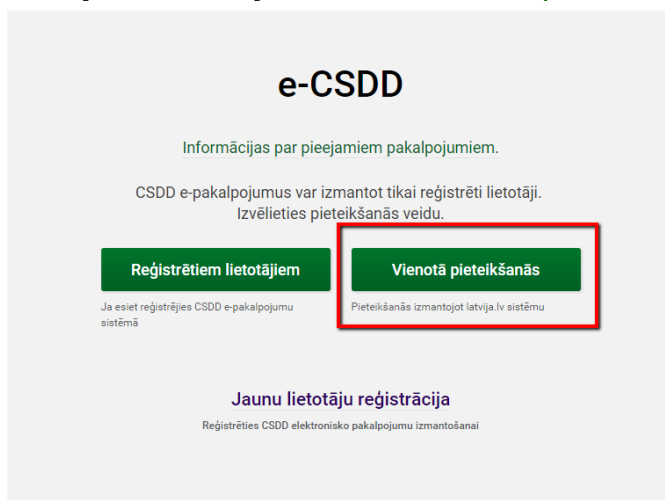 e-CSDD
Informācijas par pieejamiem pakalpojumiem.
CSDD e-pakalpojumus var izmantot tikai reģistrēti lietotāji.
Izvēlieties pieteikšanās veidu.
Reģistrētiem lietotājiem
Ja esiet reģistrējies CSDD e-pakalpojumu
sistēmā
Vienotā pieteikšanās
Pieteikšanās izmantojot latvija.lv sistēmu
Jaunu lietotāju reģistrācija
Reģistrēties CSDD elektronisko pakalpojumu izmantošanai